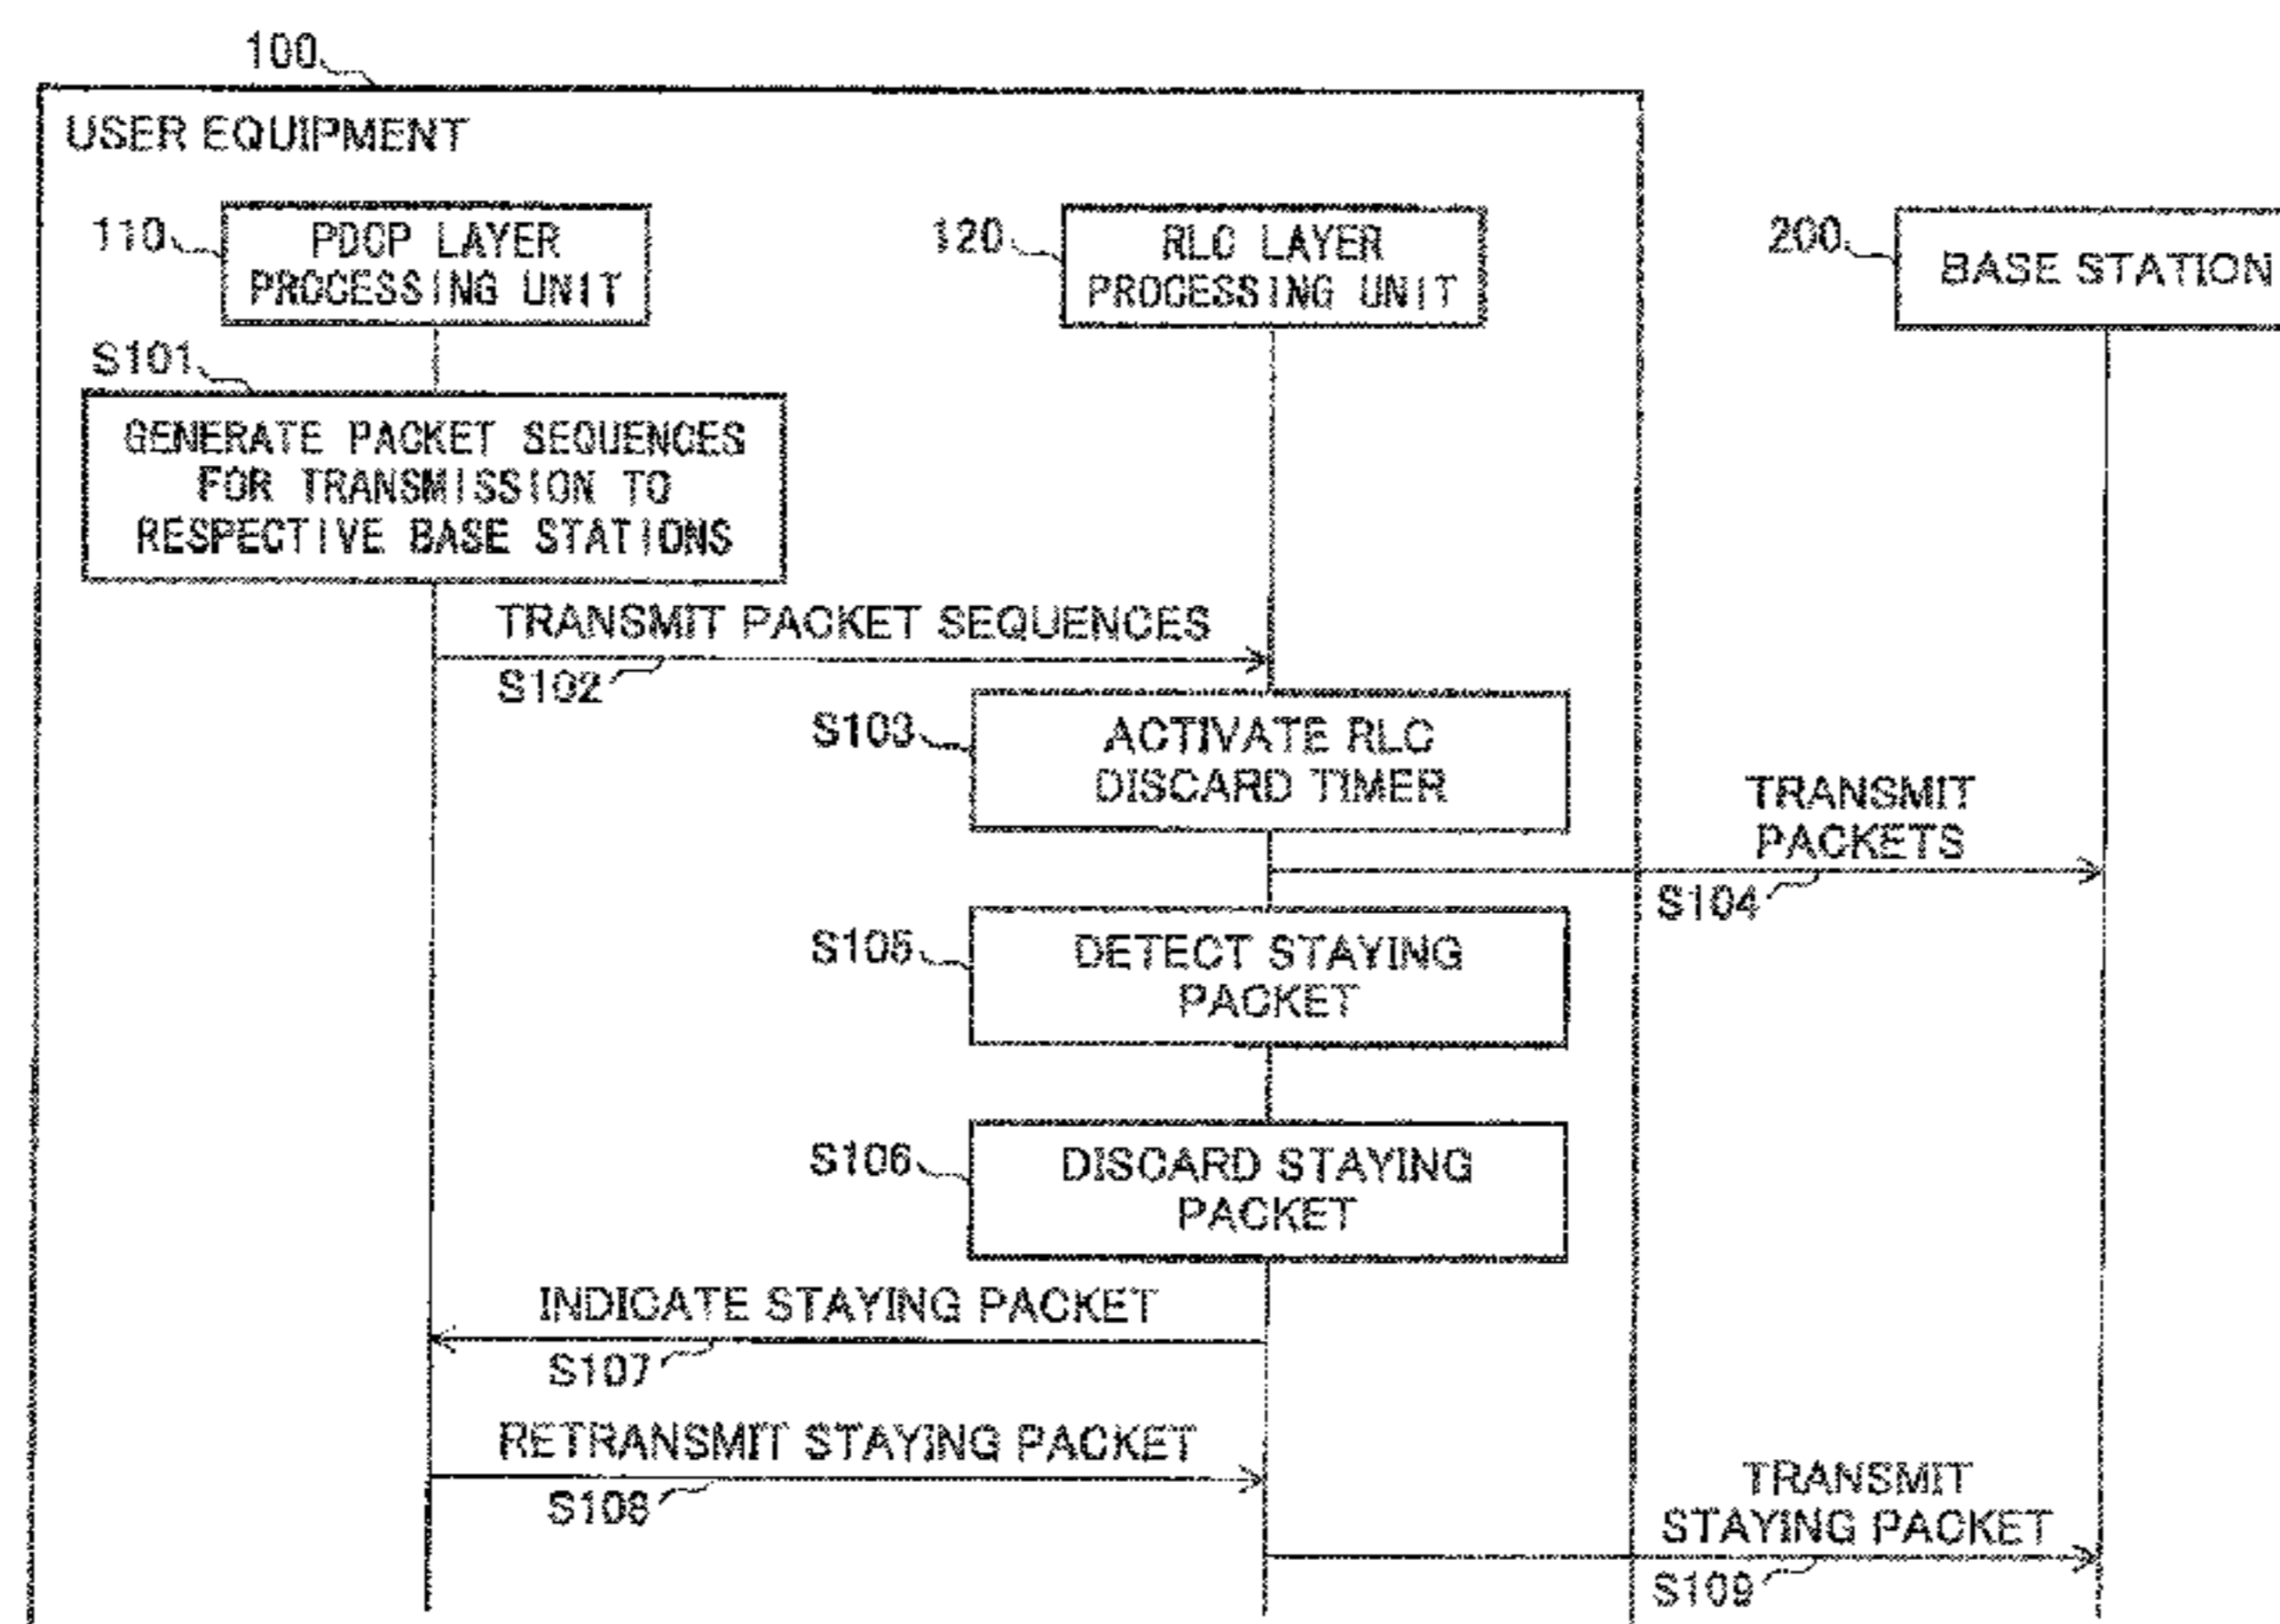 100
USER EQUIPMENT
110
PDCP LAYER
PROCESSING UNIT
120
RLC LAYER
PROCESSING UNIT
200
BASE STATION
S101
GENERATE PACKET SEQUENCES
FOR TRANSMISSION TO
RESPECTIVE BASE STATIONS
TRANSMIT PACKET SEQUENCES
S102
S103
ACTIVATE RLC
DISCARD TIMER
TRANSMIT
PACKETS
S104
S105
DETECT STAYING
PACKET
S106
DISCARD STAYING
PACKET
INDICATE STAYING PACKET
S107
RETRANSMIT STAYING PACKET
S108
TRANSMIT
STAYING PACKET
S109